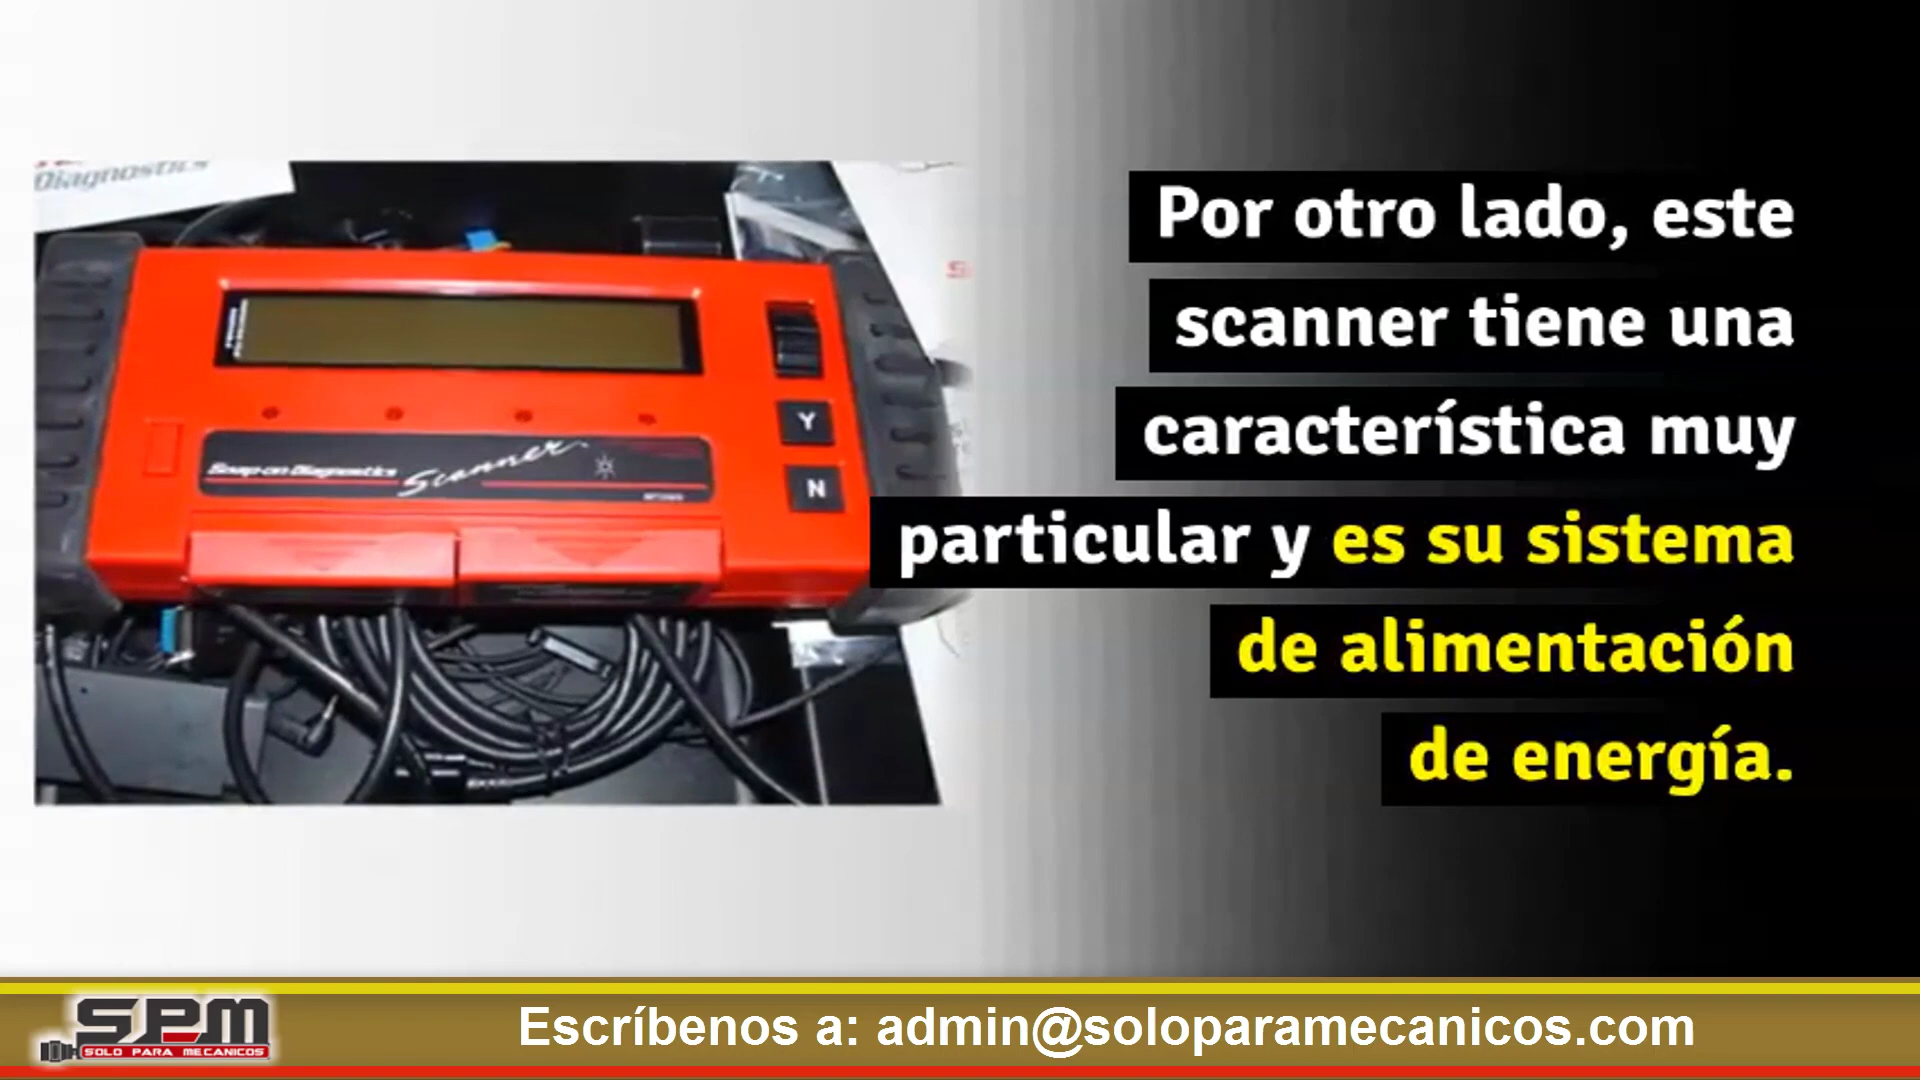 Diagnostics
Y
Snap-on Diagnostics
Scanner
N
Por otro lado, este
scanner tiene una
característica muy
particular y es su sistema
de alimentación
de energía.
SPM
SOLO PARA MECANICOS
Escríbenos a: admin@soloparamecanicos.com